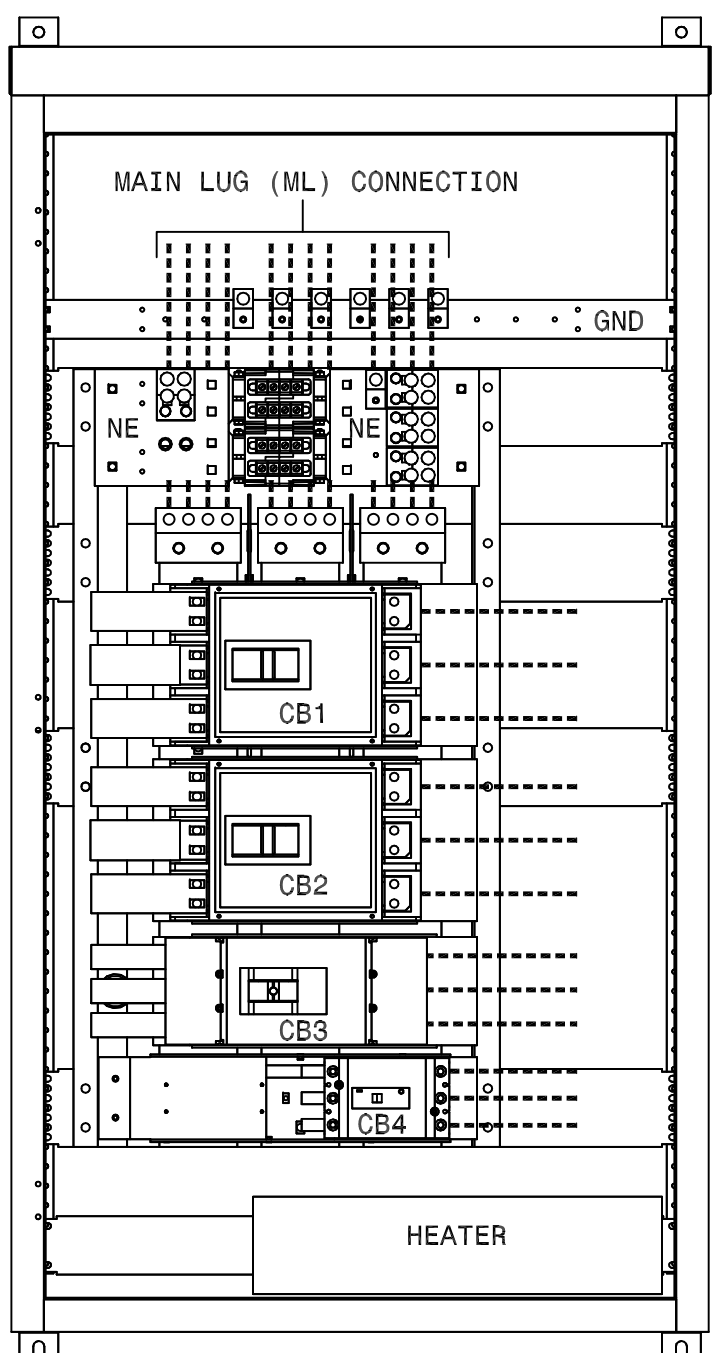 MAIN LUG (ML) CONNECTION
GND
NE NE
CB1
CB2
CB3
CB4
HEATER